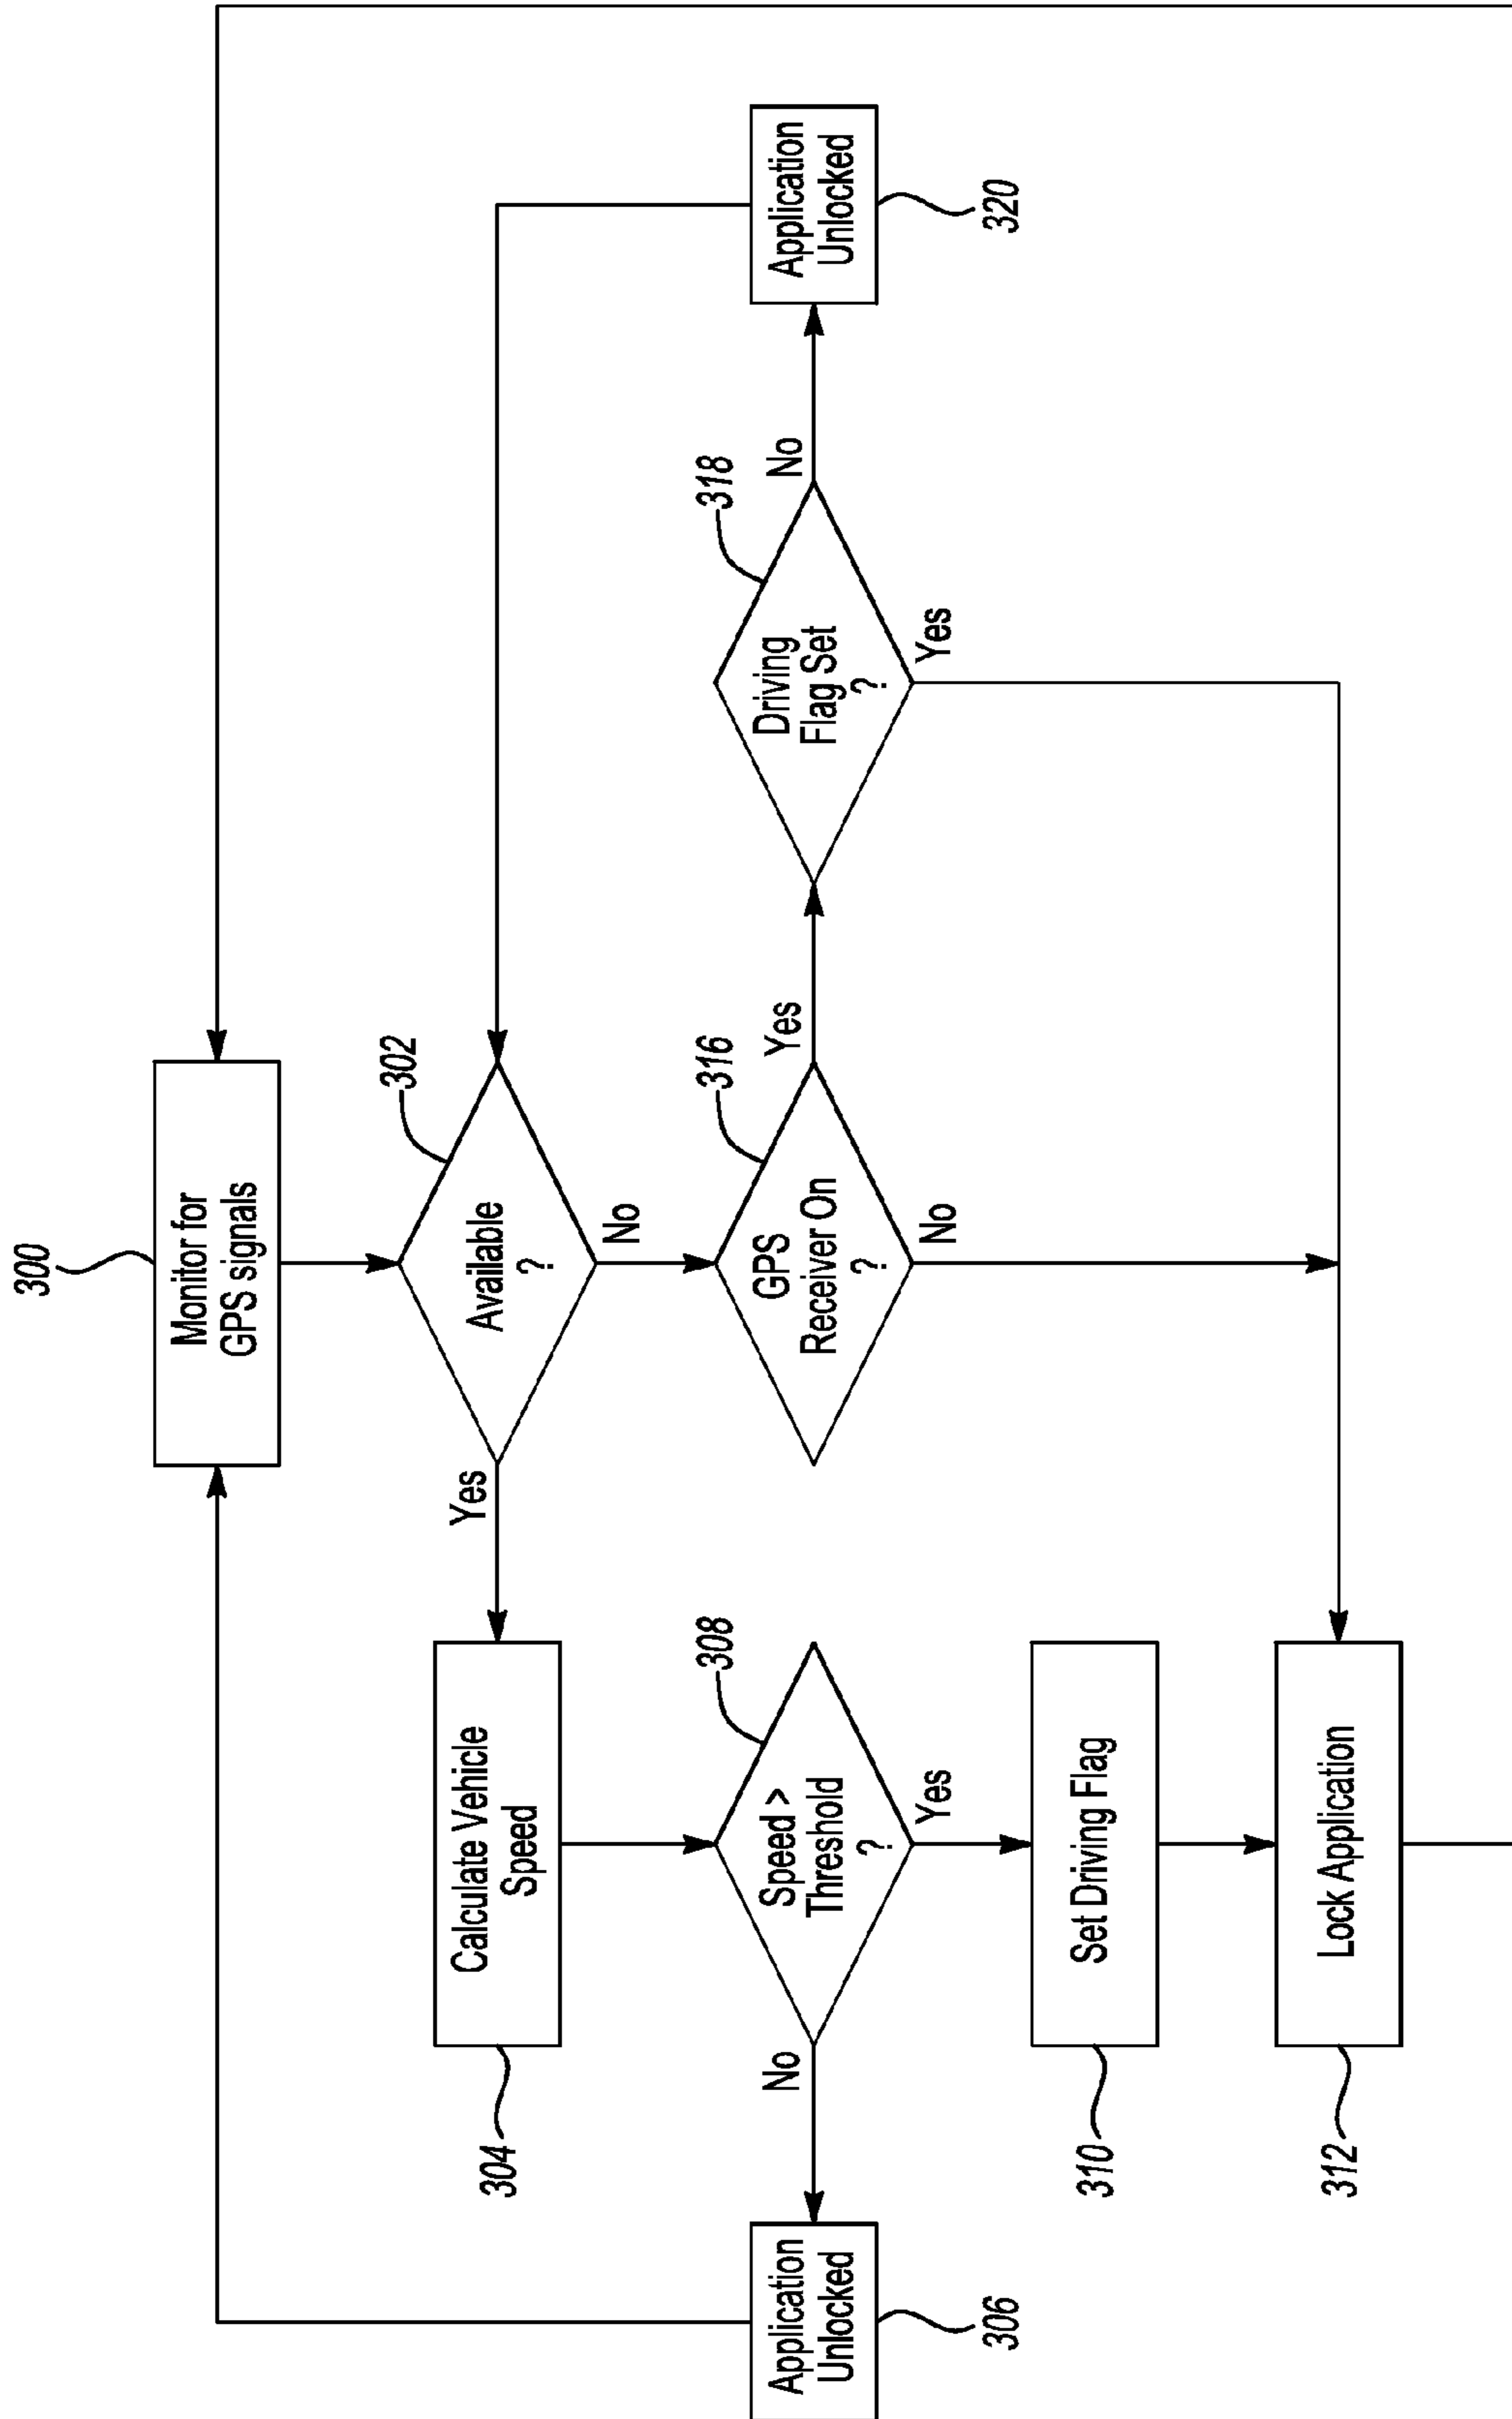 300
Monitor for
GPS signals
302
Available
?
Yes
No
304
Calculate Vehicle
Speed
308
Speed >
Threshold
?
No
Yes
306
Application
Unlocked
310
Set Driving Flag
312
Lock Application
316
GPS
Receiver On
?
Yes
No
318
Driving
Flag Set
?
No
Yes
320
Application
Unlocked